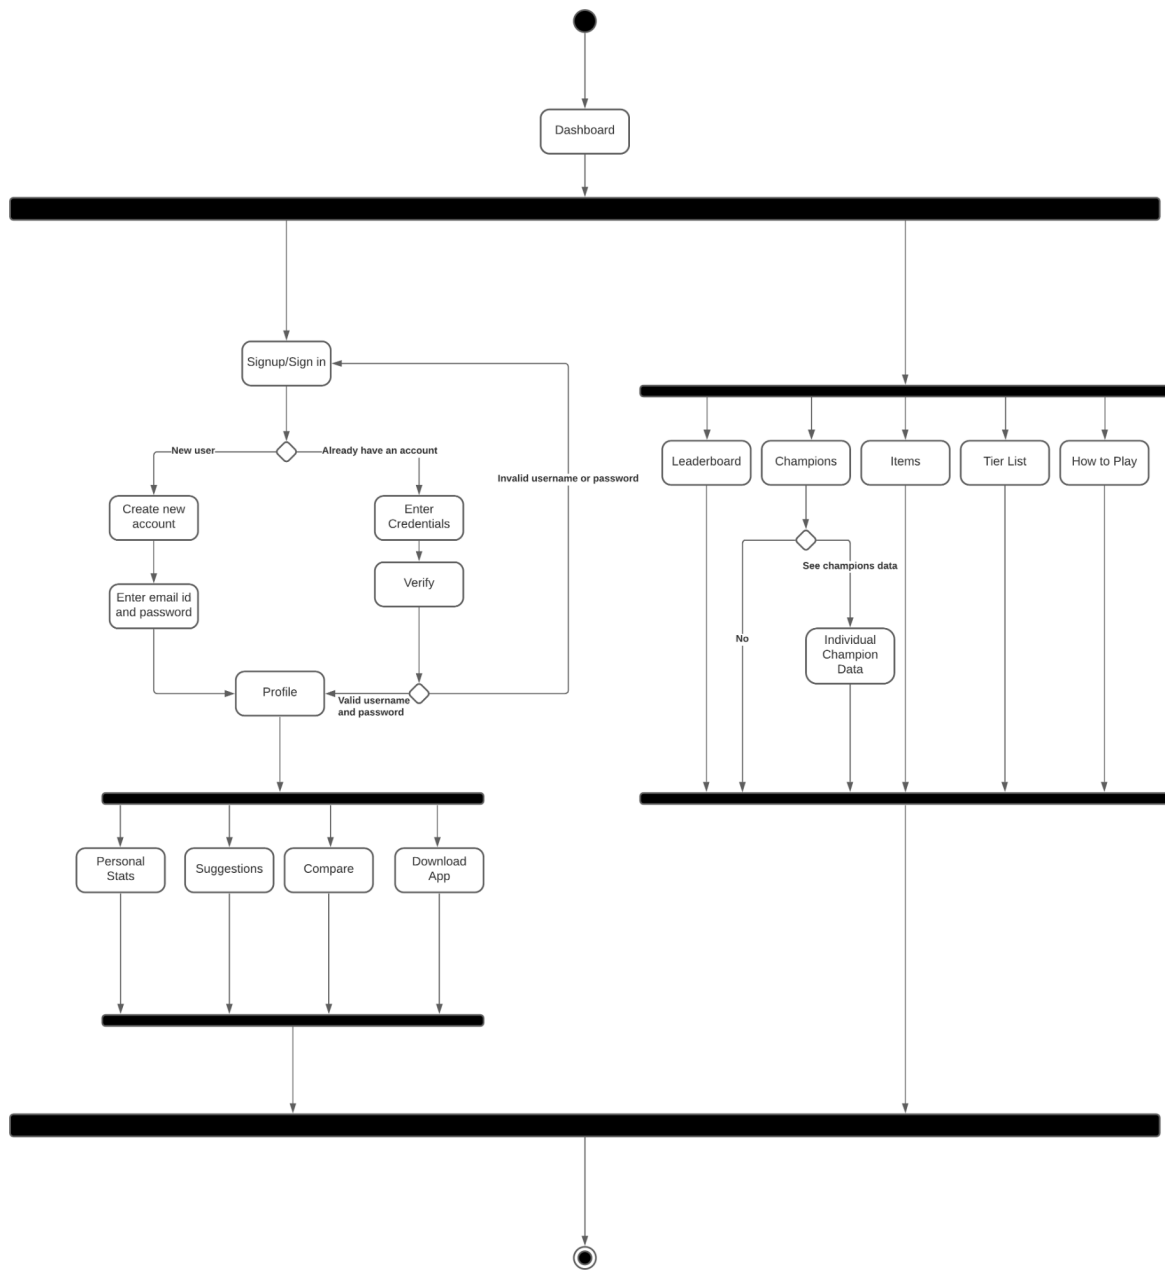 Dashboard
Signup/Sign in
New user
Already have an account
Invalid username or password
Create new
account
Enter
Credentials
Verify
Enter email id
and password
Profile
Valid username
and password
Leaderboard
Champions
Items
Tier List
How to Play
See champions data
No
Individual
Champion
Data
Personal
Stats
Suggestions
Compare
Download
App